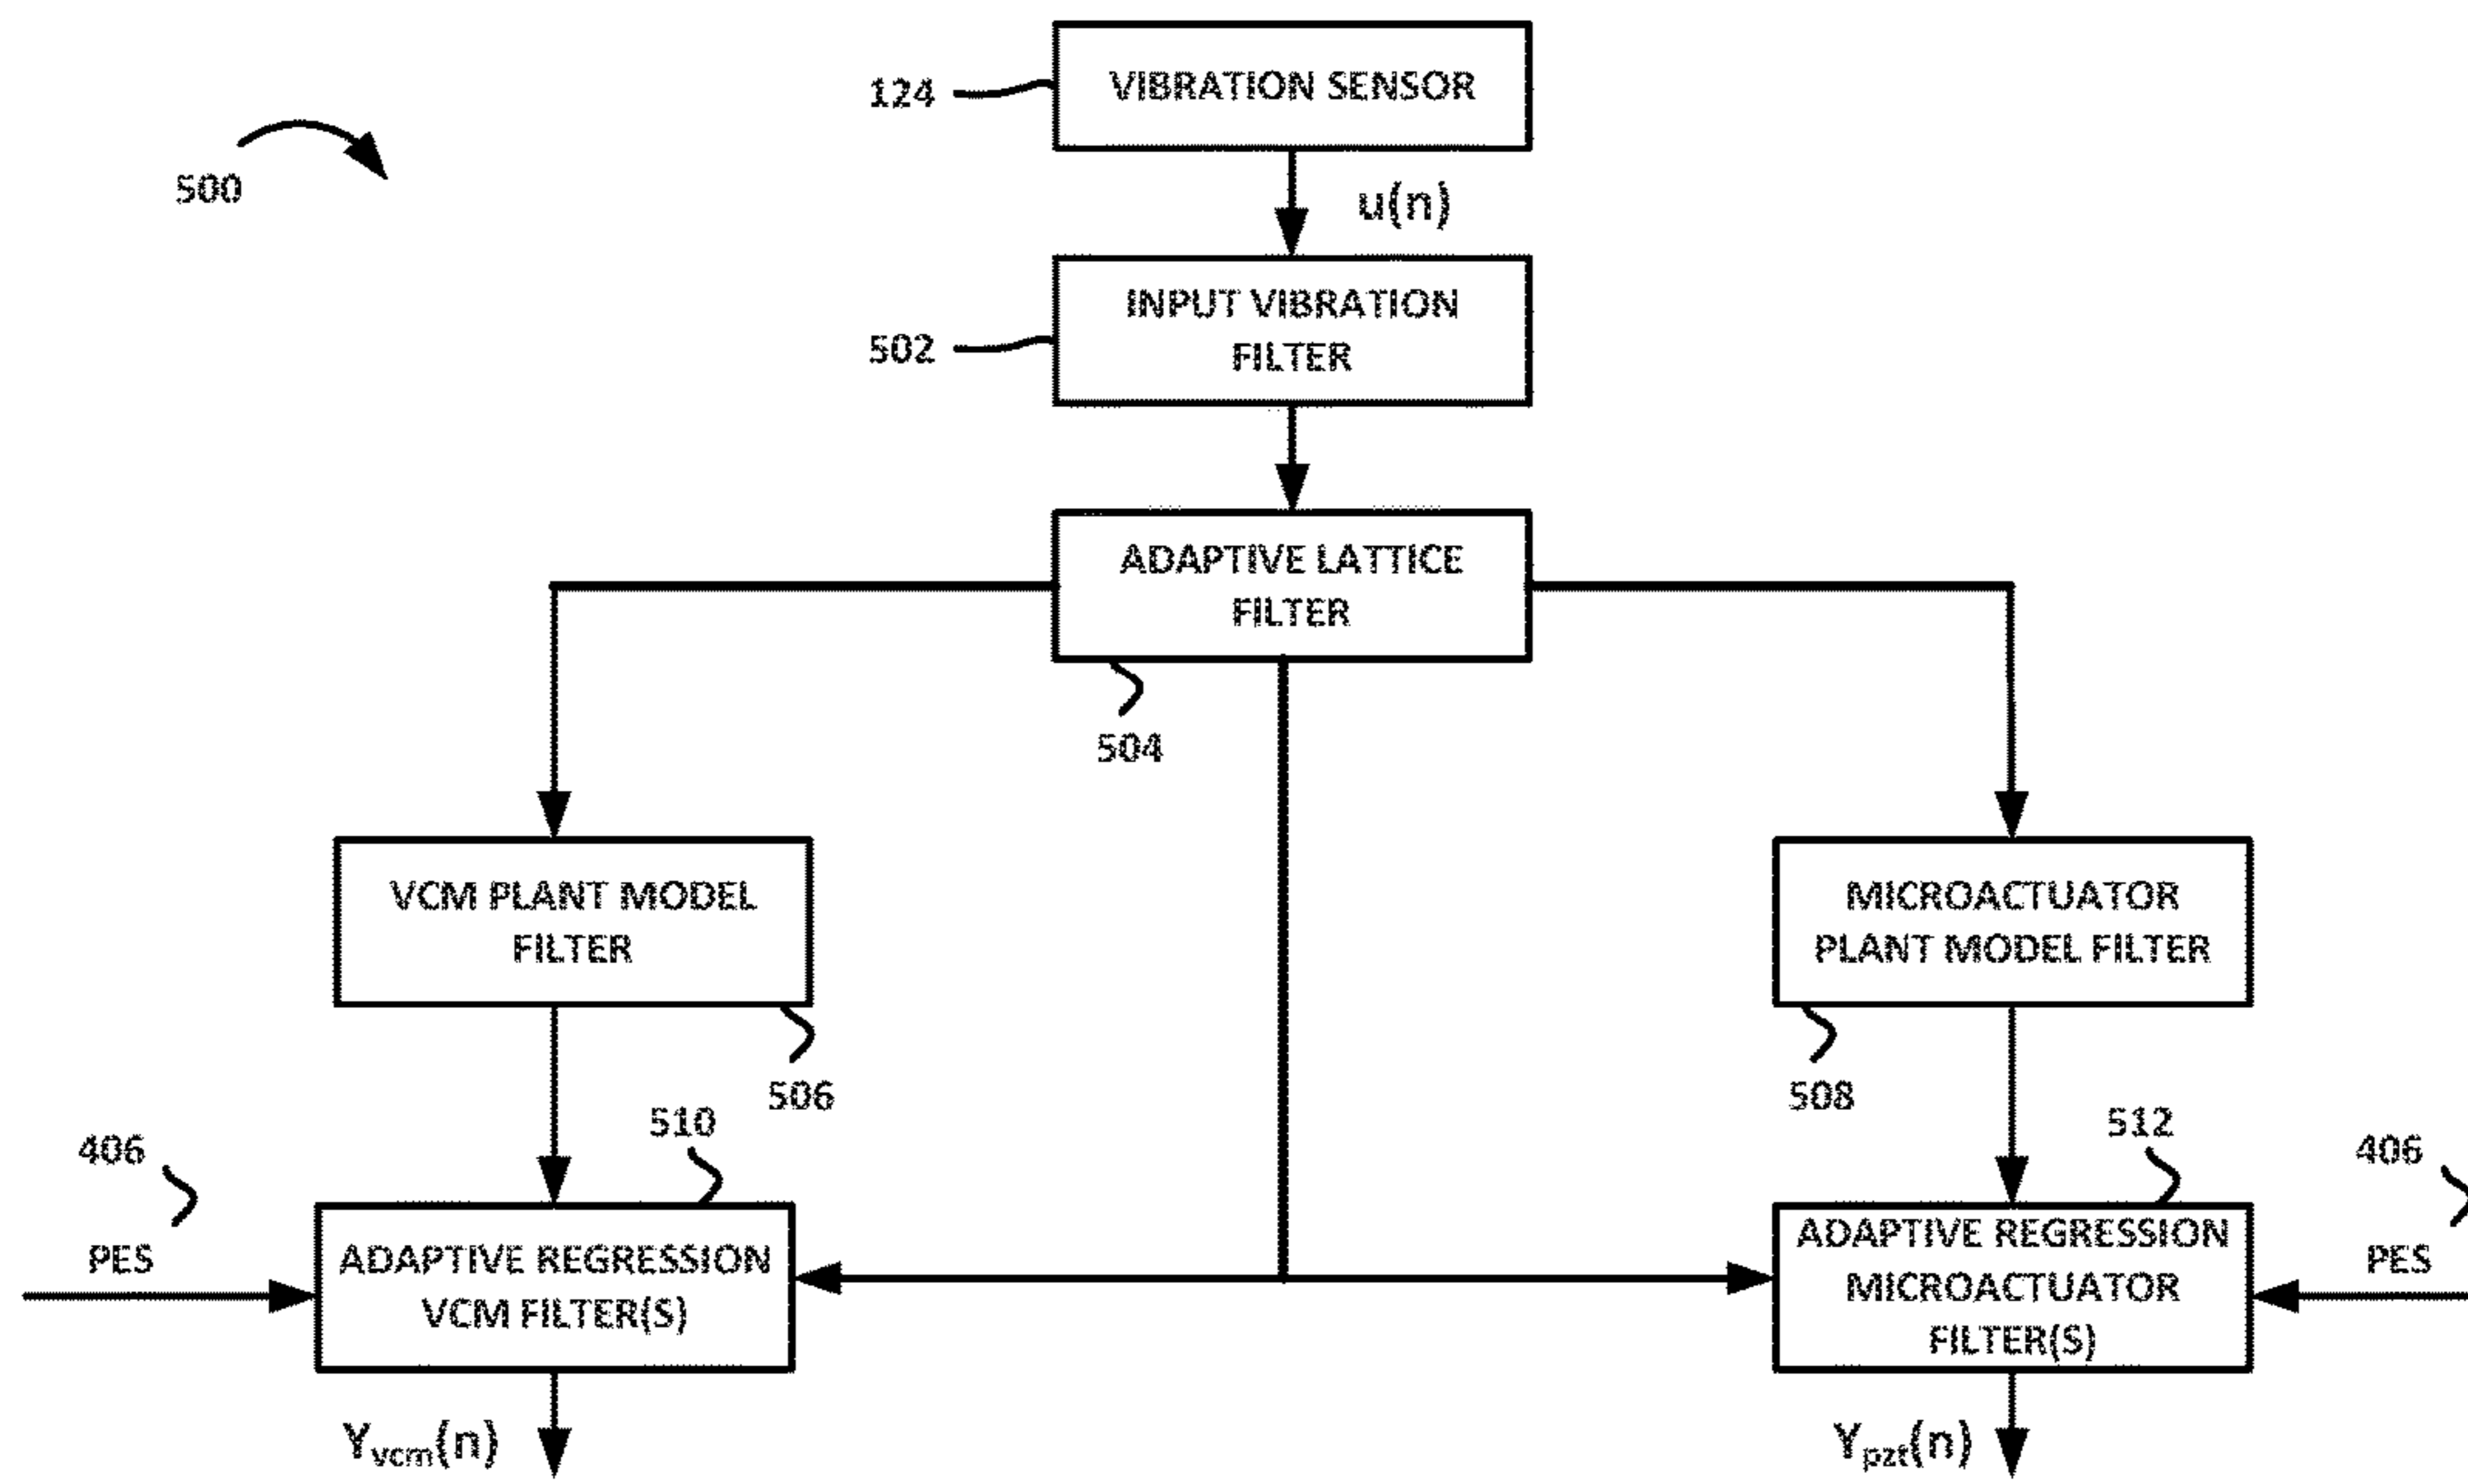 VIBRATION SENSOR
124
500
u(n)
INPUT VIBRATION
FILTER
502
ADAPTIVE LATTICE
FILTER
504
VCM PLANT MODEL
FILTER
MICROACTUATOR
PLANT MODEL FILTER
506
508
510
512
406
406
PES
ADAPTIVE REGRESSION
VCM FILTER(S)
ADAPTIVE REGRESSION
MICROACTUATOR
FILTER(S)
PES
Yvcm(n)
Ypzt(n)